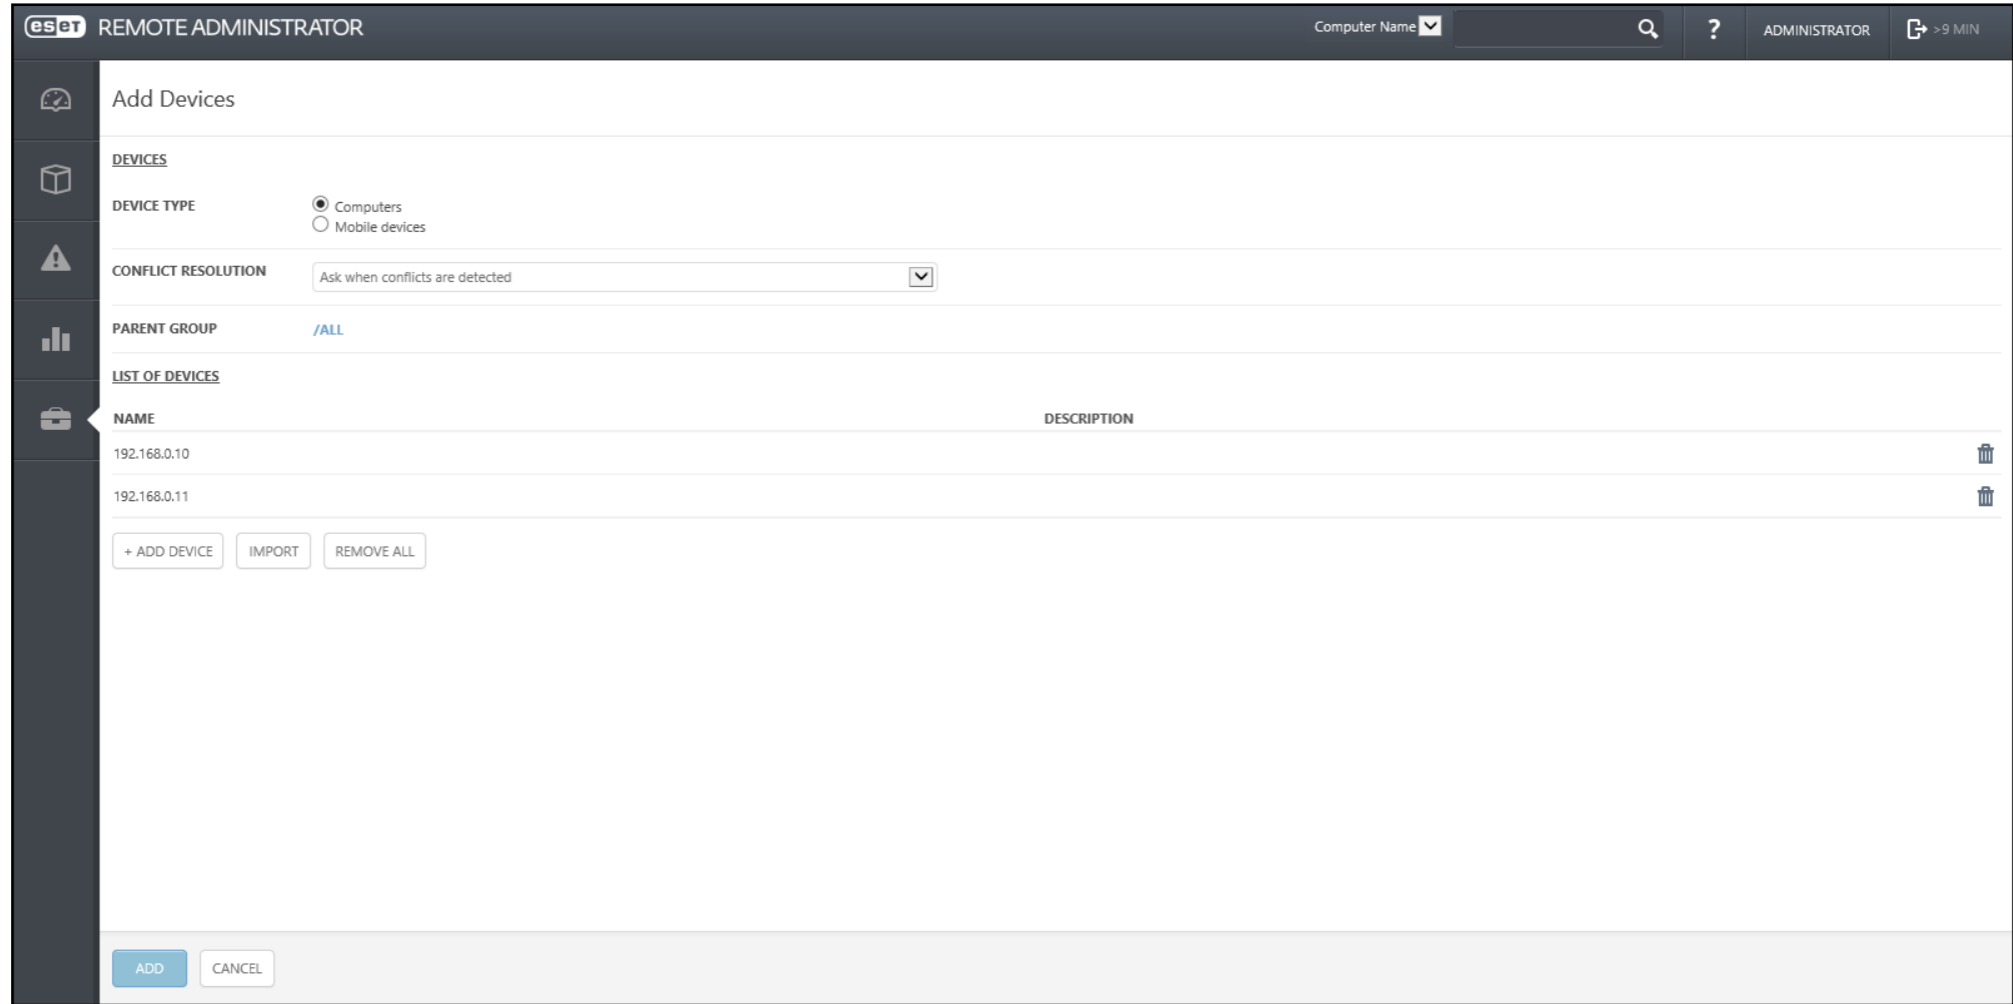 eset REMOTE ADMINISTRATOR Computer Name ? ADMINISTRATOR >9 MIN
Add Devices
DEVICES
DEVICE TYPE Computers
Mobile devices
CONFLICT RESOLUTION Ask when conflicts are detected
PARENT GROUP /ALL
LIST OF DEVICES
NAME DESCRIPTION
192.168.0.10
192.168.0.11
+ ADD DEVICE IMPORT REMOVE ALL
ADD CANCEL